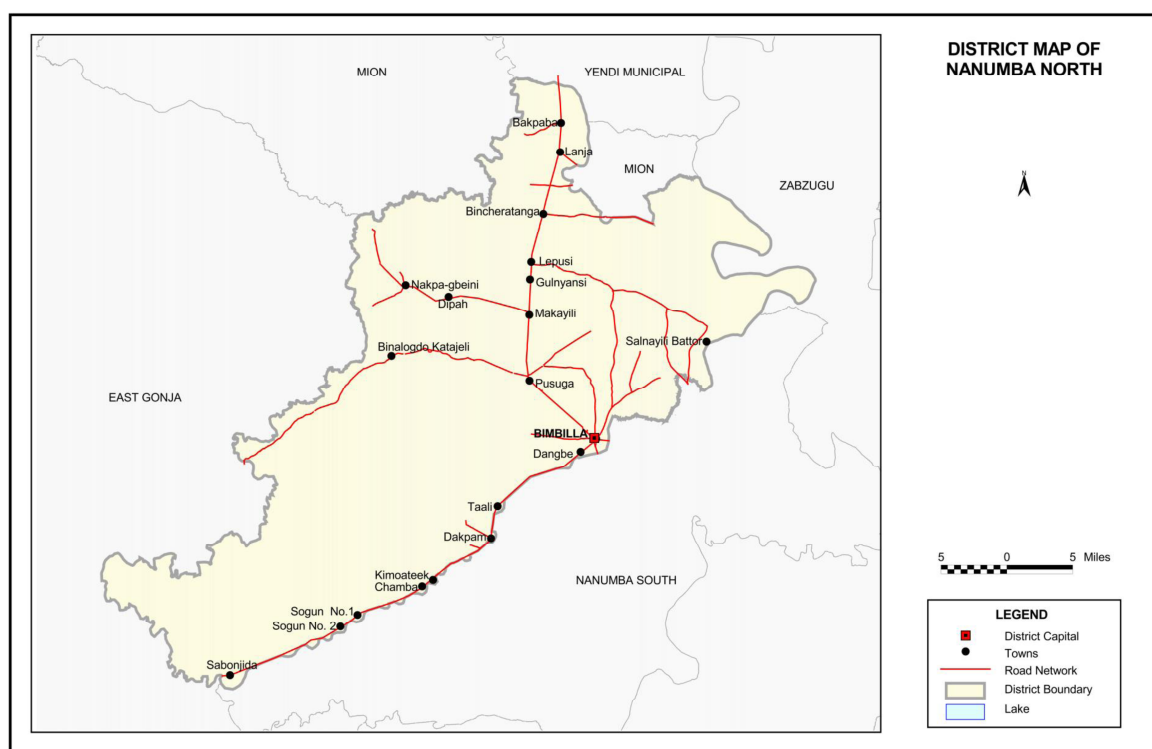 DISTRICT MAP OF
NANUMBA NORTH
MION
YENDI MUNICIPAL
Bakpaba
Lanja
MION
ZABZUGU
N
Bincheratanga
Lepusi
Gulnyansi
Nakpa-gbeini
Dipah
Makayili
Salnayili Battor
Binalogdo Katajeli
Pusuga
EAST GONJA
BIMBILLA
Dangbe
Taali
Dakpam
Kimoateek
Chamba
NANUMBA SOUTH
Sogun No.1
Sogun No. 2
Sabonjida
5 0 5 Miles
LEGEND
District Capital
Towns
Road Network
District Boundary
Lake